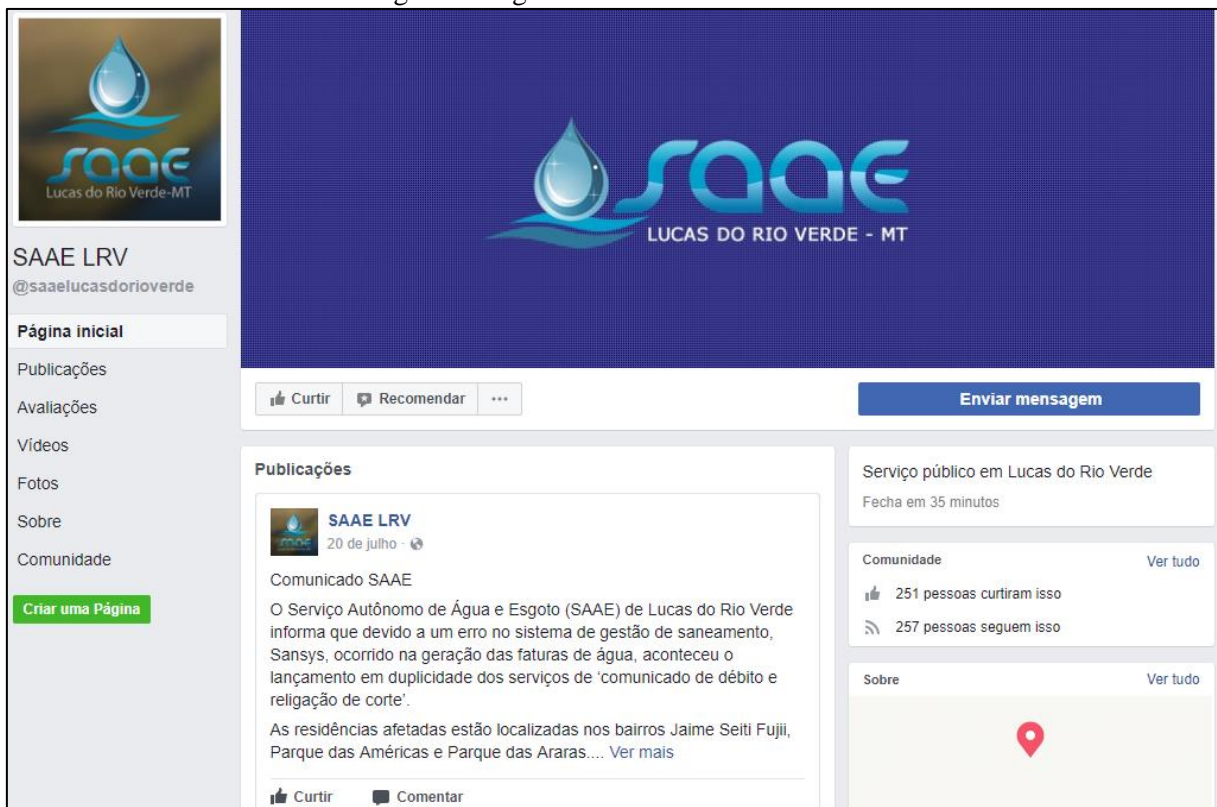 saae
Lucas do Rio Verde-MT
SAAE LRV
@saaelucasdorioverde
Página inicial
Publicações
Avaliações
Vídeos
Fotos
Sobre
Comunidade
Criar uma Página
saae
LUCAS DO RIO VERDE - MT
Curtir
Recomendar
...
Enviar mensagem
Publicações
SAAE LRV
20 de julho ·
Comunicado SAAE
O Serviço Autônomo de Água e Esgoto (SAAE) de Lucas do Rio Verde
informa que devido a um erro no sistema de gestão de saneamento,
Sansys, ocorrido na geração das faturas de água, aconteceu o
lançamento em duplicidade dos serviços de ‘comunicado de débito e
religação de corte’.
As residências afetadas estão localizadas nos bairros Jaime Seiti Fujii,
Parque das Américas e Parque das Araras.... Ver mais
Curtir
Comentar
Serviço público em Lucas do Rio Verde
Fecha em 35 minutos
Comunidade
Ver tudo
251 pessoas curtiram isso
257 pessoas seguem isso
Sobre
Ver tudo